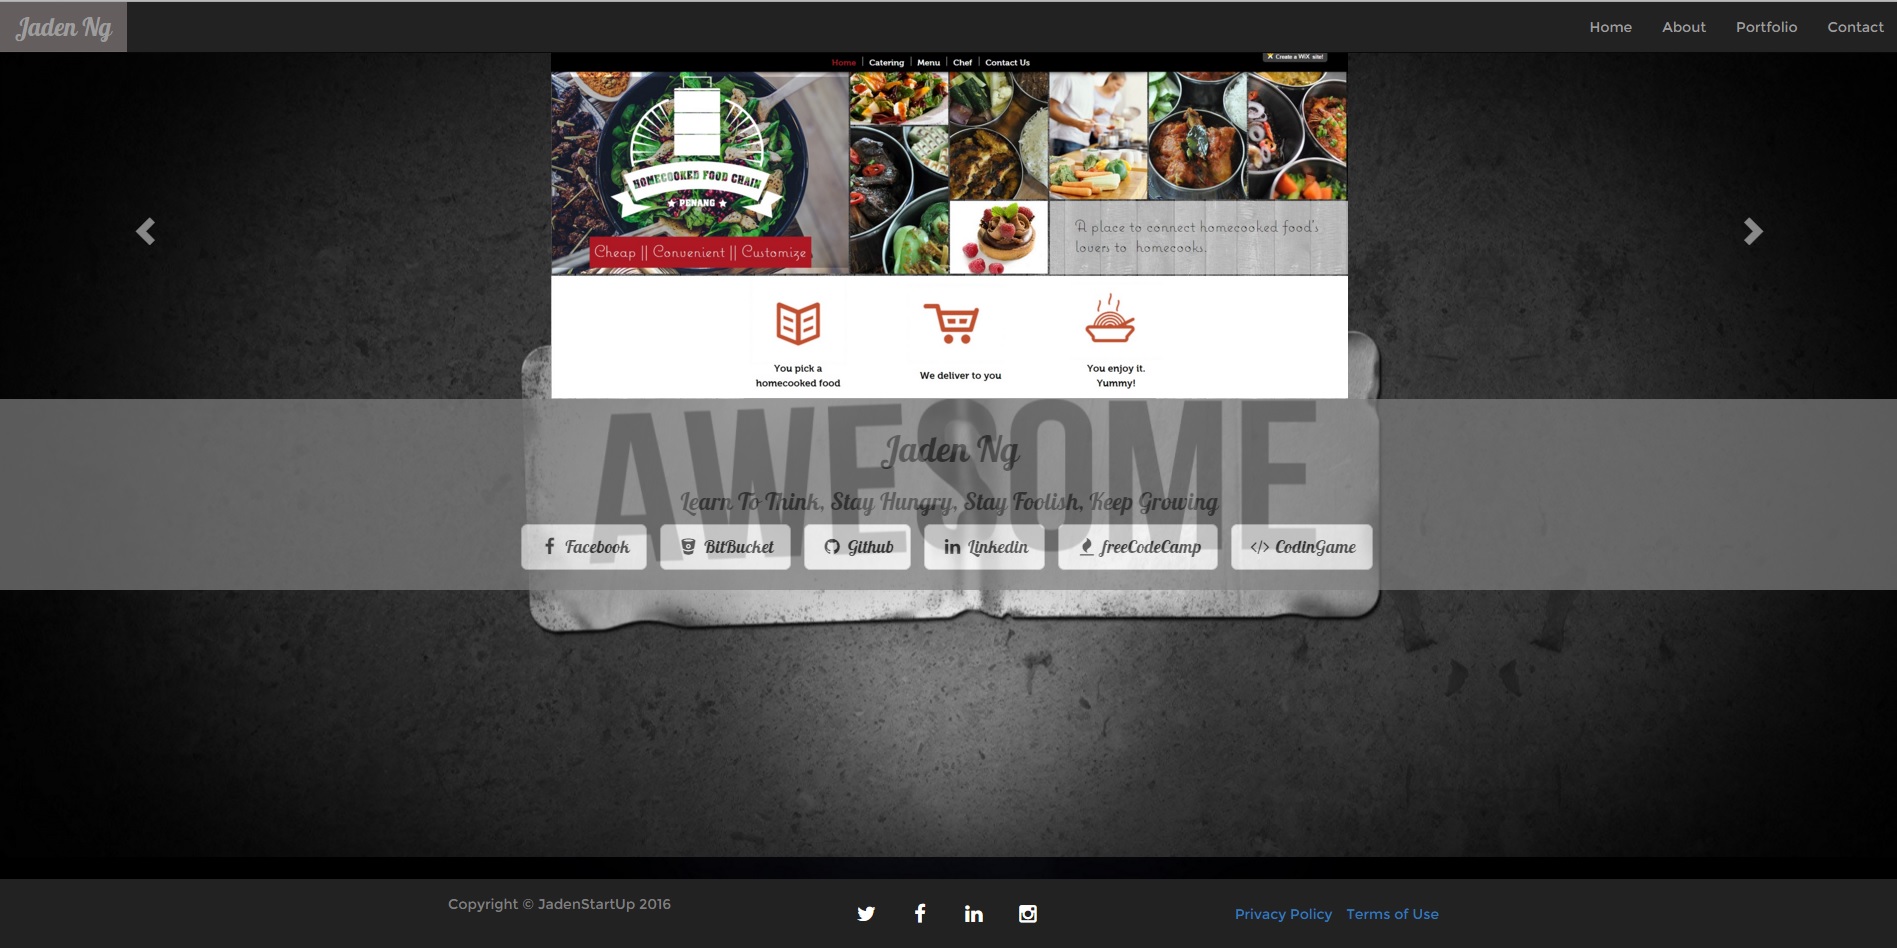 Jaden Ng
Home About Portfolio Contact
Home | Catering | Menu | Chef | Contact Us
Create a WiX site!
HOMECOOKED FOOD CHAIN
★ PENANG ★
Cheap || Convenient || Customize
A place to connect homecooked food's
lovers to homecooks.
You pick a
homecooked food
We deliver to you
You enjoy it.
Yummy!
AWESOME
Jaden Ng
Learn To Think, Stay Hungry, Stay Foolish, Keep Growing
Facebook BitBucket Github Linkedin freeCodeCamp </> CodinGame
Copyright © JadenStartUp 2016
Privacy Policy Terms of Use